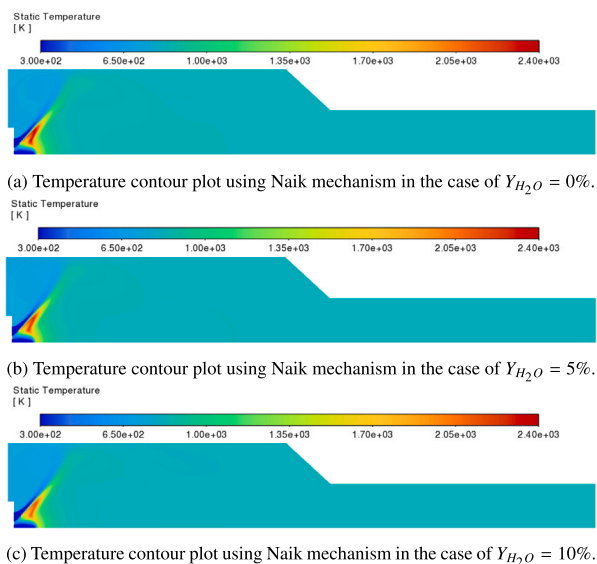 Static Temperature
[ K ]
3.00e+02 6.50e+02 1.00e+03 1.35e+03 1.70e+03 2.05e+03 2.40e+03
(a) Temperature contour plot using Naik mechanism in the case of Y_{H_2O} = 0%.
Static Temperature
[ K ]
3.00e+02 6.50e+02 1.00e+03 1.35e+03 1.70e+03 2.05e+03 2.40e+03
(b) Temperature contour plot using Naik mechanism in the case of Y_{H_2O} = 5%.
Static Temperature
[ K ]
3.00e+02 6.50e+02 1.00e+03 1.35e+03 1.70e+03 2.05e+03 2.40e+03
(c) Temperature contour plot using Naik mechanism in the case of Y_{H_2O} = 10%.